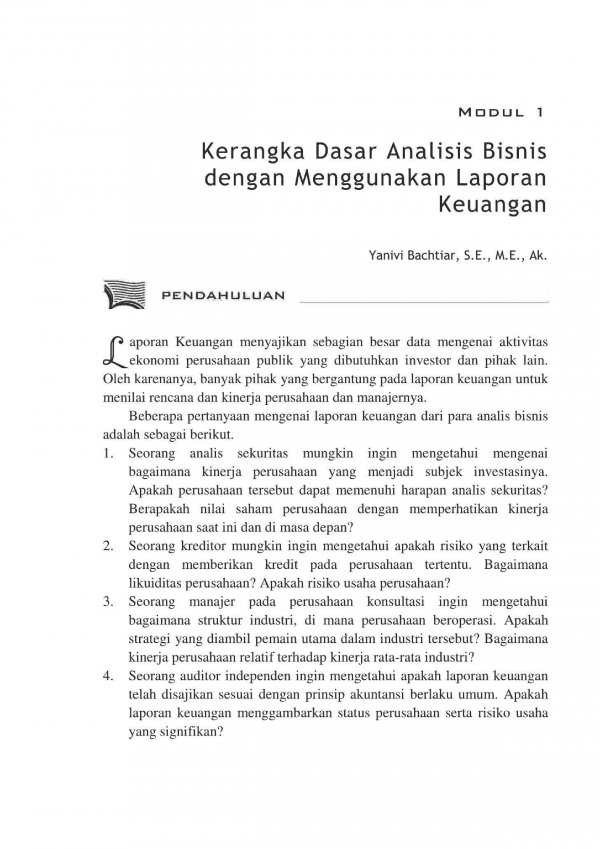 MODUL 1
Kerangka Dasar Analisis Bisnis
dengan Menggunakan Laporan
Keuangan
Yanivi Bachtiar, S.E., M.E., Ak.
PENDAHULUAN
Laporan Keuangan menyajikan sebagian besar data mengenai aktivitas
ekonomi perusahaan publik yang dibutuhkan investor dan pihak lain.
Oleh karenanya, banyak pihak yang bergantung pada laporan keuangan untuk
menilai rencana dan kinerja perusahaan dan manajernya.
Beberapa pertanyaan mengenai laporan keuangan dari para analis bisnis
adalah sebagai berikut.
1. Seorang analis sekuritas mungkin ingin mengetahui mengenai
bagaimana kinerja perusahaan yang menjadi subjek investasinya.
Apakah perusahaan tersebut dapat memenuhi harapan analis sekuritas?
Berapakah nilai saham perusahaan dengan memperhatikan kinerja
perusahaan saat ini dan di masa depan?
2. Seorang kreditor mungkin ingin mengetahui apakah risiko yang terkait
dengan memberikan kredit pada perusahaan tertentu. Bagaimana
likuiditas perusahaan? Apakah risiko usaha perusahaan?
3. Seorang manajer pada perusahaan konsultasi ingin mengetahui
bagaimana struktur industri, di mana perusahaan beroperasi. Apakah
strategi yang diambil pemain utama dalam industri tersebut? Bagaimana
kinerja perusahaan relatif terhadap kinerja rata-rata industri?
4. Seorang auditor independen ingin mengetahui apakah laporan keuangan
telah disajikan sesuai dengan prinsip akuntansi berlaku umum. Apakah
laporan keuangan menggambarkan status perusahaan serta risiko usaha
yang signifikan?